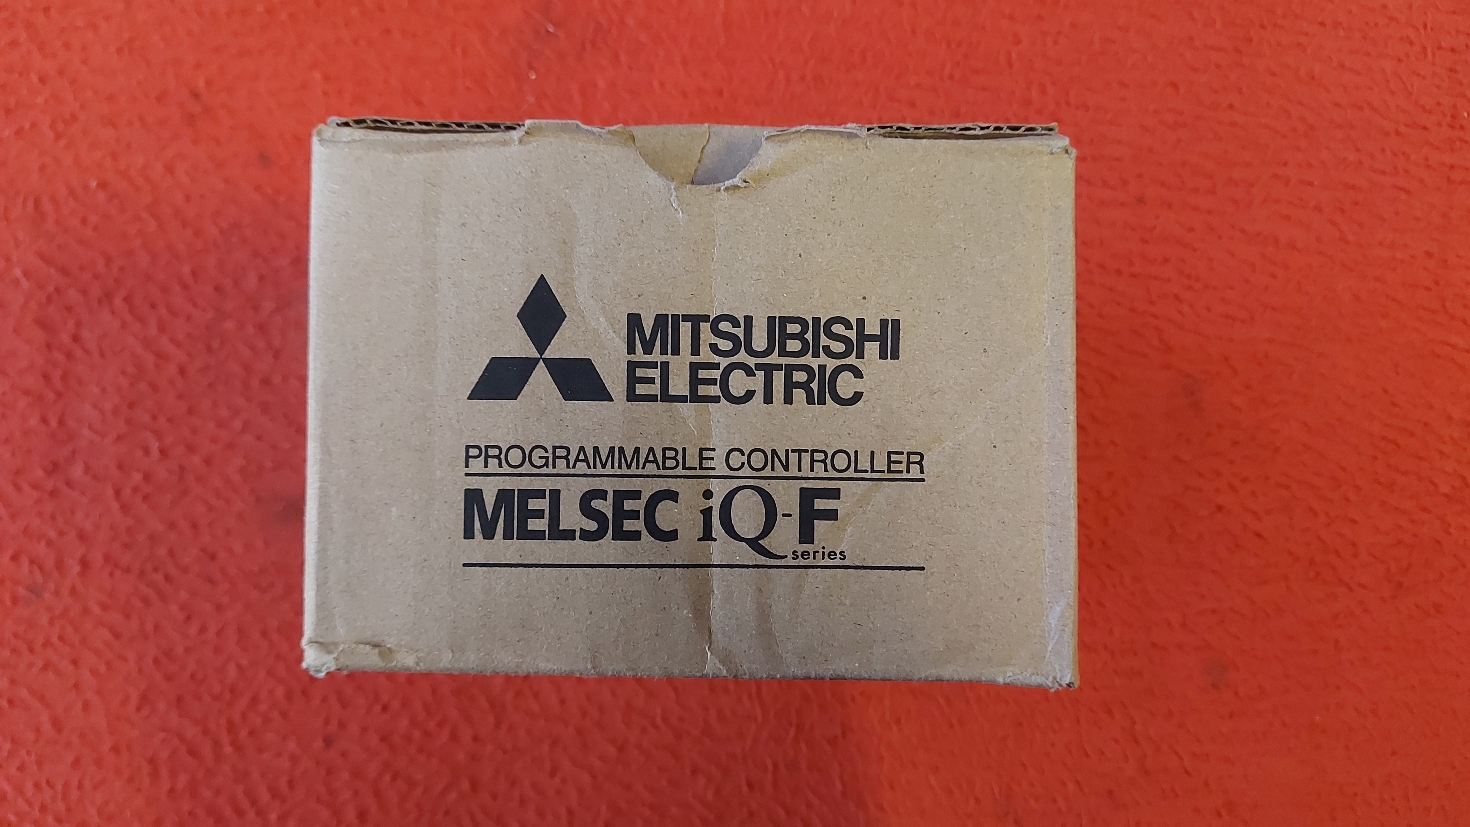 MITSUBISHI
ELECTRIC
PROGRAMMABLE CONTROLLER
MELSEC iQ-F
series